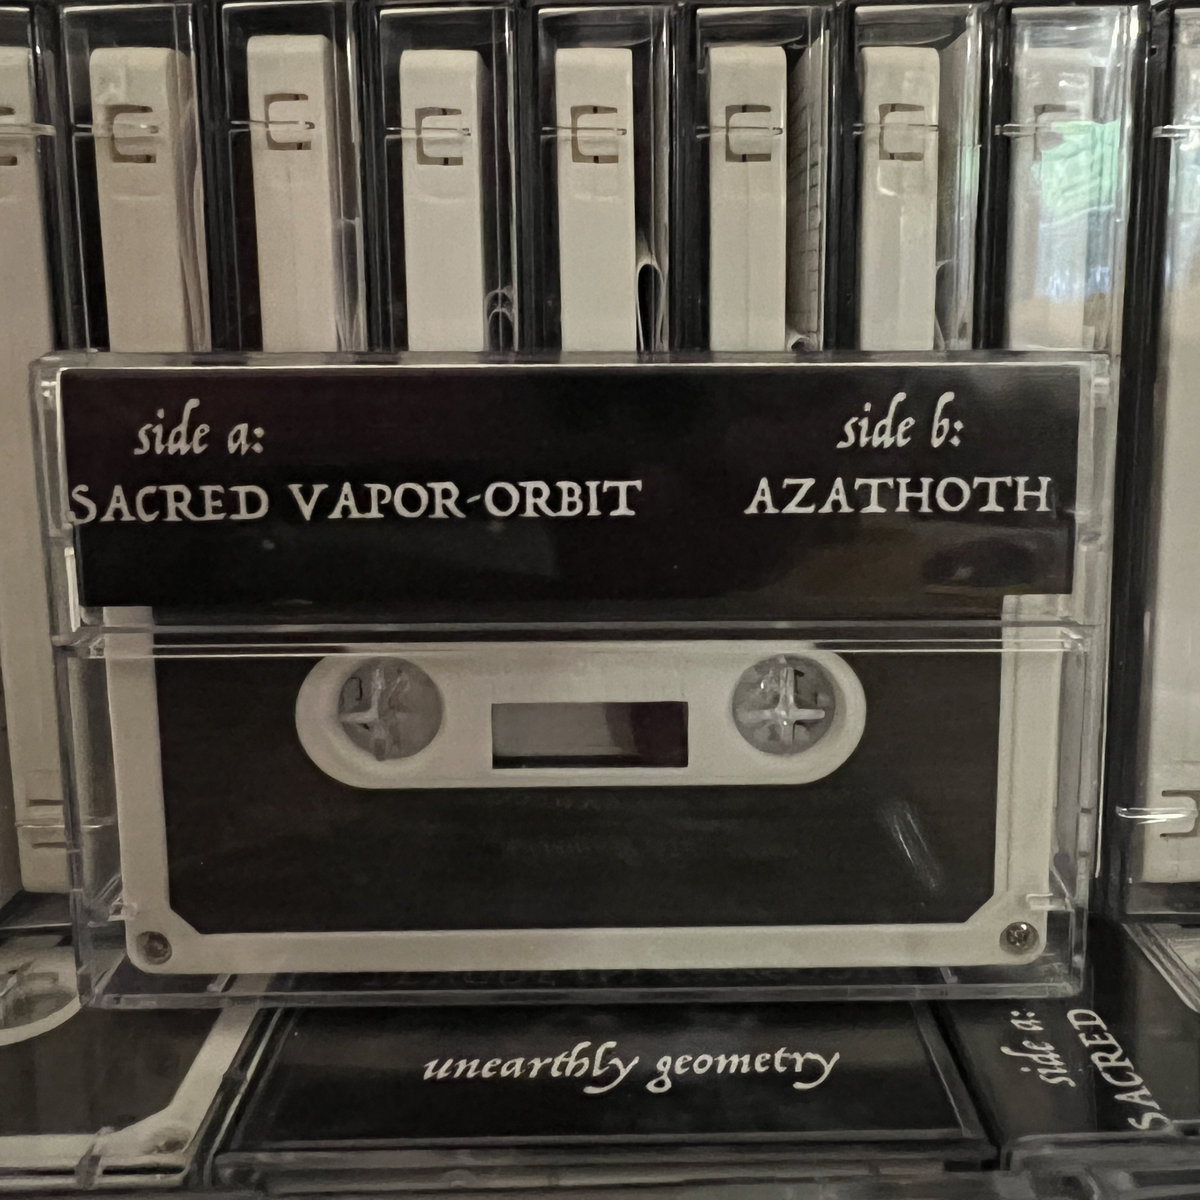 side a:
SACRED VAPOR-ORBIT
side b:
AZATHOTH
unearthly geometry
side a:
SACRED